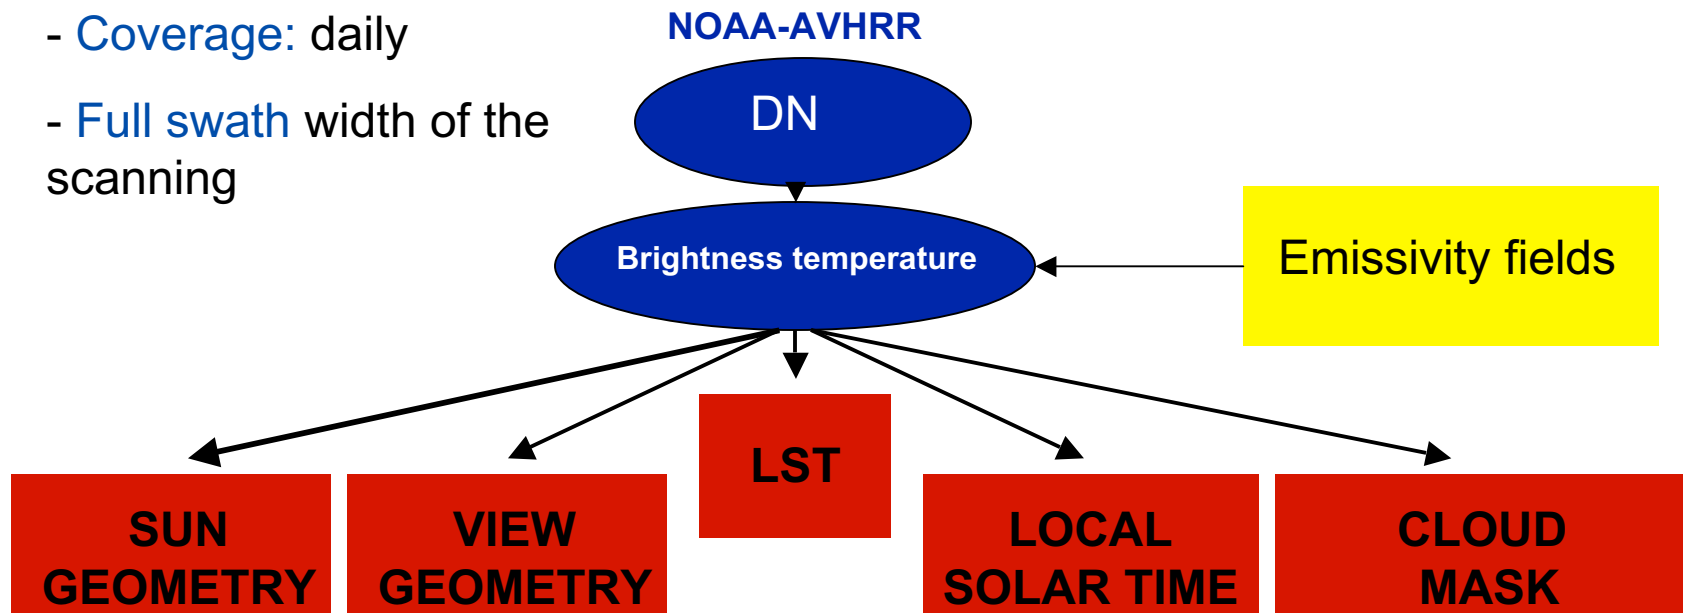 - Coverage: daily
- Full swath width of the
scanning
NOAA-AVHRR
DN
Brightness temperature
Emissivity fields
LST
SUN
GEOMETRY
VIEW
GEOMETRY
LOCAL
SOLAR TIME
CLOUD
MASK